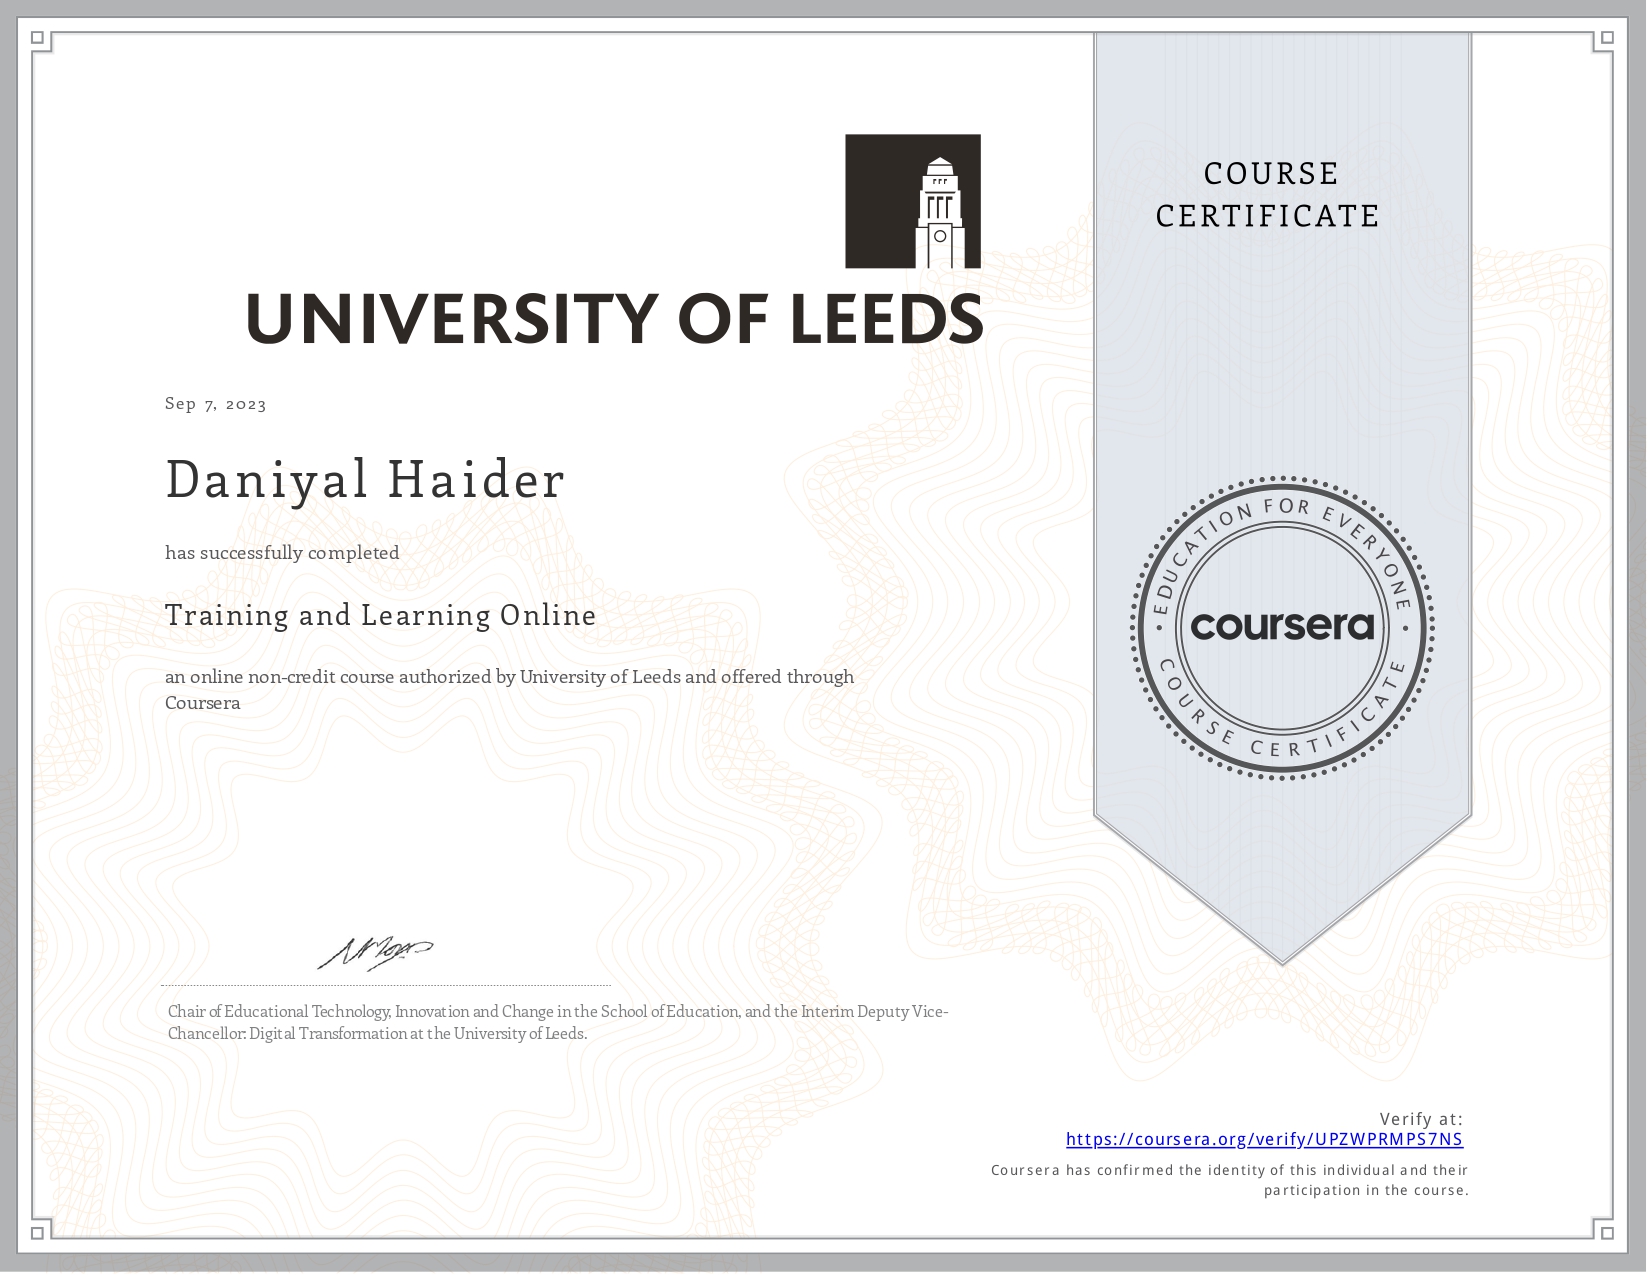 UNIVERSITY OF LEEDS
Sep 7, 2023
Daniyal Haider
has successfully completed
Training and Learning Online
an online non-credit course authorized by University of Leeds and offered through
Coursera
Chair of Educational Technology, Innovation and Change in the School of Education, and the Interim Deputy Vice-
Chancellor: Digital Transformation at the University of Leeds.
COURSE
CERTIFICATE
• EDUCATION FOR EVERYONE •
coursera
COURSE CERTIFICATE
Verify at:
https://coursera.org/verify/UPZWPRMPS7NS
Coursera has confirmed the identity of this individual and their
participation in the course.